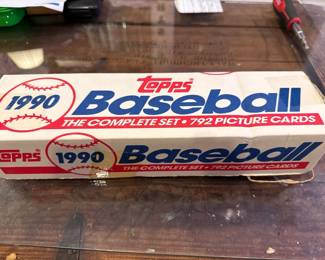 Topps
1990 Baseball
THE COMPLETE SET • 792 PICTURE CARDS
Topps 1990 Baseball
THE COMPLETE SET • 792 PICTURE CARDS